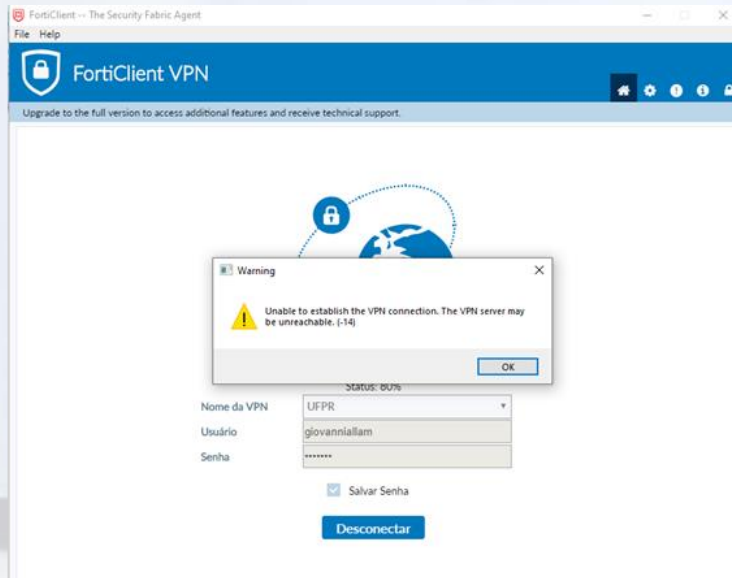 FortiClient -- The Security Fabric Agent
File Help
FortiClient VPN
Upgrade to the full version to access additional features and receive technical support.
Warning
Unable to establish the VPN connection. The VPN server may
be unreachable. (-14)
OK
Status: 80%
Nome da VPN UFPR
Usuário giovanniallam
Senha •••••••
Salvar Senha
Desconectar